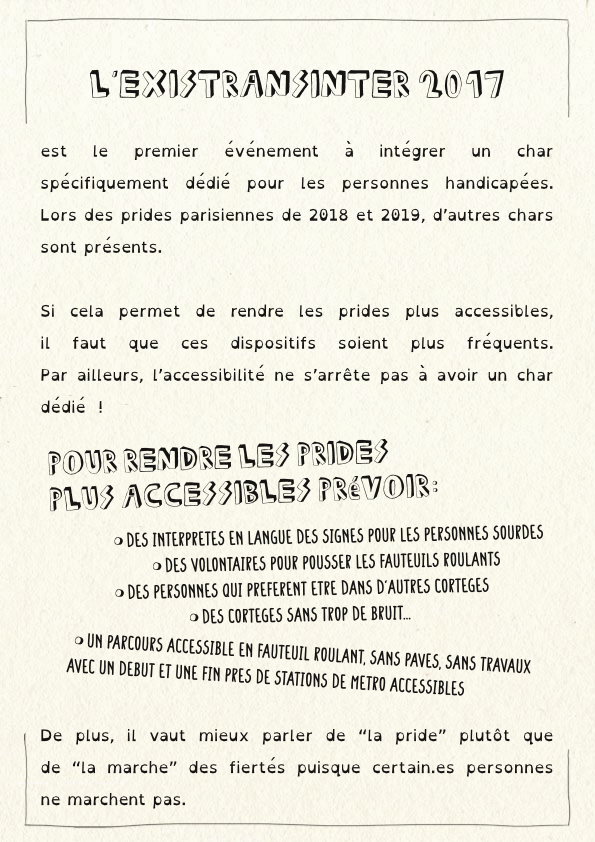 L'EXISTRANSINTER 2017
est le premier événement à intégrer un char
spécifiquement dédié pour les personnes handicapées.
Lors des prides parisiennes de 2018 et 2019, d'autres chars
sont présents.
Si cela permet de rendre les prides plus accessibles,
il faut que ces dispositifs soient plus fréquents.
Par ailleurs, l'accessibilité ne s'arrête pas à avoir un char
dédié !
POUR RENDRE LES PRIDES
PLUS ACCESSIBLES PRéVOIR:
❍ DES INTERPRETES EN LANGUE DES SIGNES POUR LES PERSONNES SOURDES
❍ DES VOLONTAIRES POUR POUSSER LES FAUTEUILS ROULANTS
❍ DES PERSONNES QUI PREFERENT ETRE DANS D'AUTRES CORTEGES
❍ DES CORTEGES SANS TROP DE BRUIT...
❍ UN PARCOURS ACCESSIBLE EN FAUTEUIL ROULANT, SANS PAVES, SANS TRAVAUX
AVEC UN DEBUT ET UNE FIN PRES DE STATIONS DE METRO ACCESSIBLES
De plus, il vaut mieux parler de “la pride” plutôt que
de “la marche” des fiertés puisque certain.es personnes
ne marchent pas.